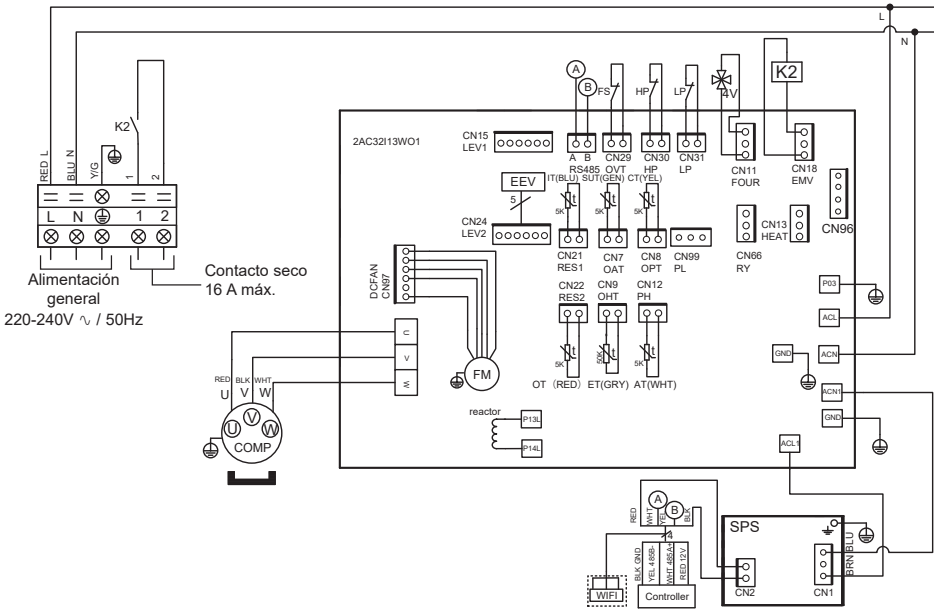 L
N
A
B
FS
HP
LP
4V
K2
K2
2AC32I13WO1
CN15
LEV1
A B
RS485
CN29
OVT
CN30
HP
CN31
LP
CN11
FOUR
CN18
EMV
RED L
BLU N
Y/G
1
2
EEV
5
IT(BLU)
SUT(GEN)
CT(YEL)
t
5K
t
5K
t
5K
L N 1 2
CN24
LEV2
CN21
RES1
CN7
OAT
CN8
OPT
CN99
PL
CN66
RY
CN13
HEAT
CN96
Alimentación
general
220-240V ∿ / 50Hz
Contacto seco
16 A máx.
DCFAN
CN97
CN22
RES2
CN9
OHT
CN12
PH
t
5K
t
50K
t
5K
OT（RED）
ET(GRY)
AT(WHT)
P03
ACL
GND
ACN
ACN1
GND
ACL1
U
V
W
FM
RED
BLK
WHT
U
V
W
U
V
W
COMP
reactor
P13L
P14L
RED
WHT
A
YEL
B
BLK
4
BLK GND
YEL 485B-
WHT 485A+
RED 12V
WIFI
Controller
SPS
CN2
CN1
BRN
BLU